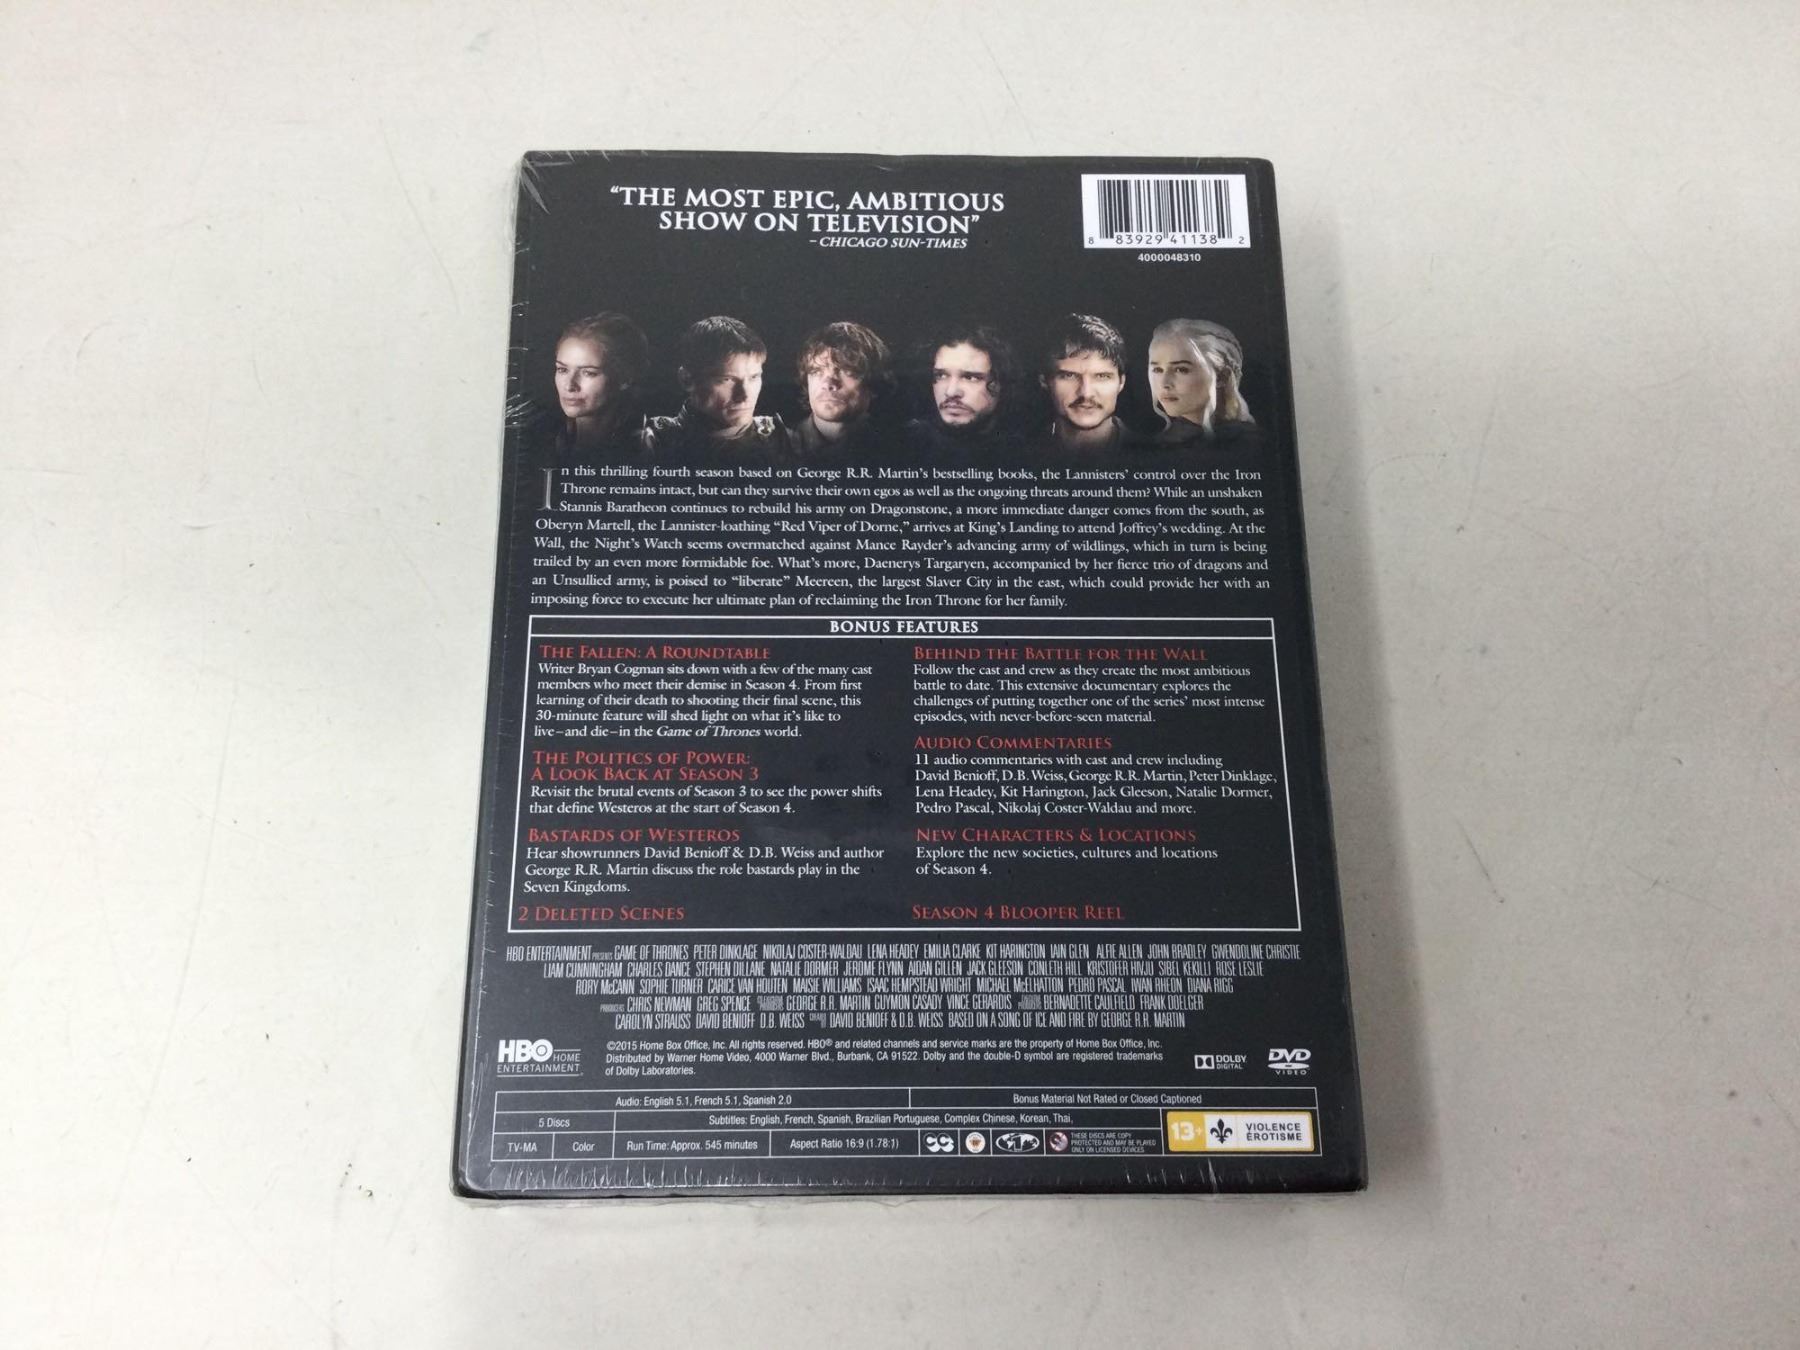 “THE MOST EPIC, AMBITIOUS
SHOW ON TELEVISION”
– CHICAGO SUN-TIMES
8 83929 41138 2
4000048310
In this thrilling fourth season based on George R.R. Martin’s bestselling books, the Lannisters’ control over the Iron
Throne remains intact, but can they survive their own egos as well as the ongoing threats around them? While an unshaken
Stannis Baratheon continues to rebuild his army on Dragonstone, a more immediate danger comes from the south, as
Oberyn Martell, the Lannister-loathing “Red Viper of Dorne,” arrives at King’s Landing to attend Joffrey’s wedding. At the
Wall, the Night’s Watch seems overmatched against Mance Rayder’s advancing army of wildlings, which in turn is being
trailed by an even more formidable foe. What’s more, Daenerys Targaryen, accompanied by her fierce trio of dragons and
an Unsullied army, is poised to “liberate” Meereen, the largest Slaver City in the east, which could provide her with an
imposing force to execute her ultimate plan of reclaiming the Iron Throne for her family.
BONUS FEATURES
THE FALLEN: A ROUNDTABLE
Writer Bryan Cogman sits down with a few of the many cast
members who meet their demise in Season 4. From first
learning of their death to shooting their final scene, this
30-minute feature will shed light on what it’s like to
live–and die–in the Game of Thrones world.
THE POLITICS OF POWER:
A LOOK BACK AT SEASON 3
Revisit the brutal events of Season 3 to see the power shifts
that define Westeros at the start of Season 4.
BASTARDS OF WESTEROS
Hear showrunners David Benioff & D.B. Weiss and author
George R.R. Martin discuss the role bastards play in the
Seven Kingdoms.
2 DELETED SCENES
BEHIND THE BATTLE FOR THE WALL
Follow the cast and crew as they create the most ambitious
battle to date. This extensive documentary explores the
challenges of putting together one of the series’ most intense
episodes, with never-before-seen material.
AUDIO COMMENTARIES
11 audio commentaries with cast and crew including
David Benioff, D.B. Weiss, George R.R. Martin, Peter Dinklage,
Lena Headey, Kit Harington, Jack Gleeson, Natalie Dormer,
Pedro Pascal, Nikolaj Coster-Waldau and more.
NEW CHARACTERS & LOCATIONS
Explore the new societies, cultures and locations
of Season 4.
SEASON 4 BLOOPER REEL
HBO ENTERTAINMENT PRESENTS GAME OF THRONES PETER DINKLAGE NIKOLAJ COSTER-WALDAU LENA HEADEY EMILIA CLARKE KIT HARINGTON IAIN GLEN ALFIE ALLEN JOHN BRADLEY GWENDOLINE CHRISTIE
LIAM CUNNINGHAM CHARLES DANCE STEPHEN DILLANE NATALIE DORMER JEROME FLYNN AIDAN GILLEN JACK GLEESON CONLETH HILL KRISTOFER HIVJU SIBEL KEKILLI ROSE LESLIE
RORY McCANN SOPHIE TURNER CARICE VAN HOUTEN MAISIE WILLIAMS ISAAC HEMPSTEAD WRIGHT MICHAEL McELHATTON PEDRO PASCAL IWAN RHEON DIANA RIGG
PRODUCERS CHRIS NEWMAN GREG SPENCE GEORGE R.R. MARTIN GUYMON CASADY VINCE GERARDIS BERNADETTE CAULFIELD FRANK DOELGER
CAROLYN STRAUSS DAVID BENIOFF D.B. WEISS DAVID BENIOFF & D.B. WEISS BASED ON A SONG OF ICE AND FIRE BY GEORGE R.R. MARTIN
HBO HOME
ENTERTAINMENT
©2015 Home Box Office, Inc. All rights reserved. HBO® and related channels and service marks are the property of Home Box Office, Inc.
Distributed by Warner Home Video, 4000 Warner Blvd., Burbank, CA 91522. Dolby and the double-D symbol are registered trademarks
of Dolby Laboratories.
DOLBY
DIGITAL
DVD
VIDEO
Audio: English 5.1, French 5.1, Spanish 2.0
Bonus Material Not Rated or Closed Captioned
5 Discs
Subtitles: English, French, Spanish, Brazilian Portuguese, Complex Chinese, Korean, Thai,
TV-MA
Color
Run Time: Approx. 545 minutes
Aspect Ratio 16:9 (1.78:1)
THESE DISCS ARE COPY
PROTECTED AND MAY BE PLAYED
ONLY ON LICENSED DEVICES
13+
VIOLENCE
ÉROTISME